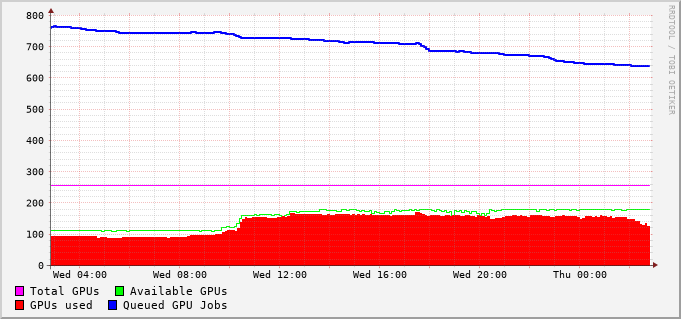 RRDTOOL / TOBI OETIKER
800
700
600
500
400
300
200
100
0
Wed 04:00 Wed 08:00 Wed 12:00 Wed 16:00 Wed 20:00 Thu 00:00
Total GPUs Available GPUs
GPUs used Queued GPU Jobs